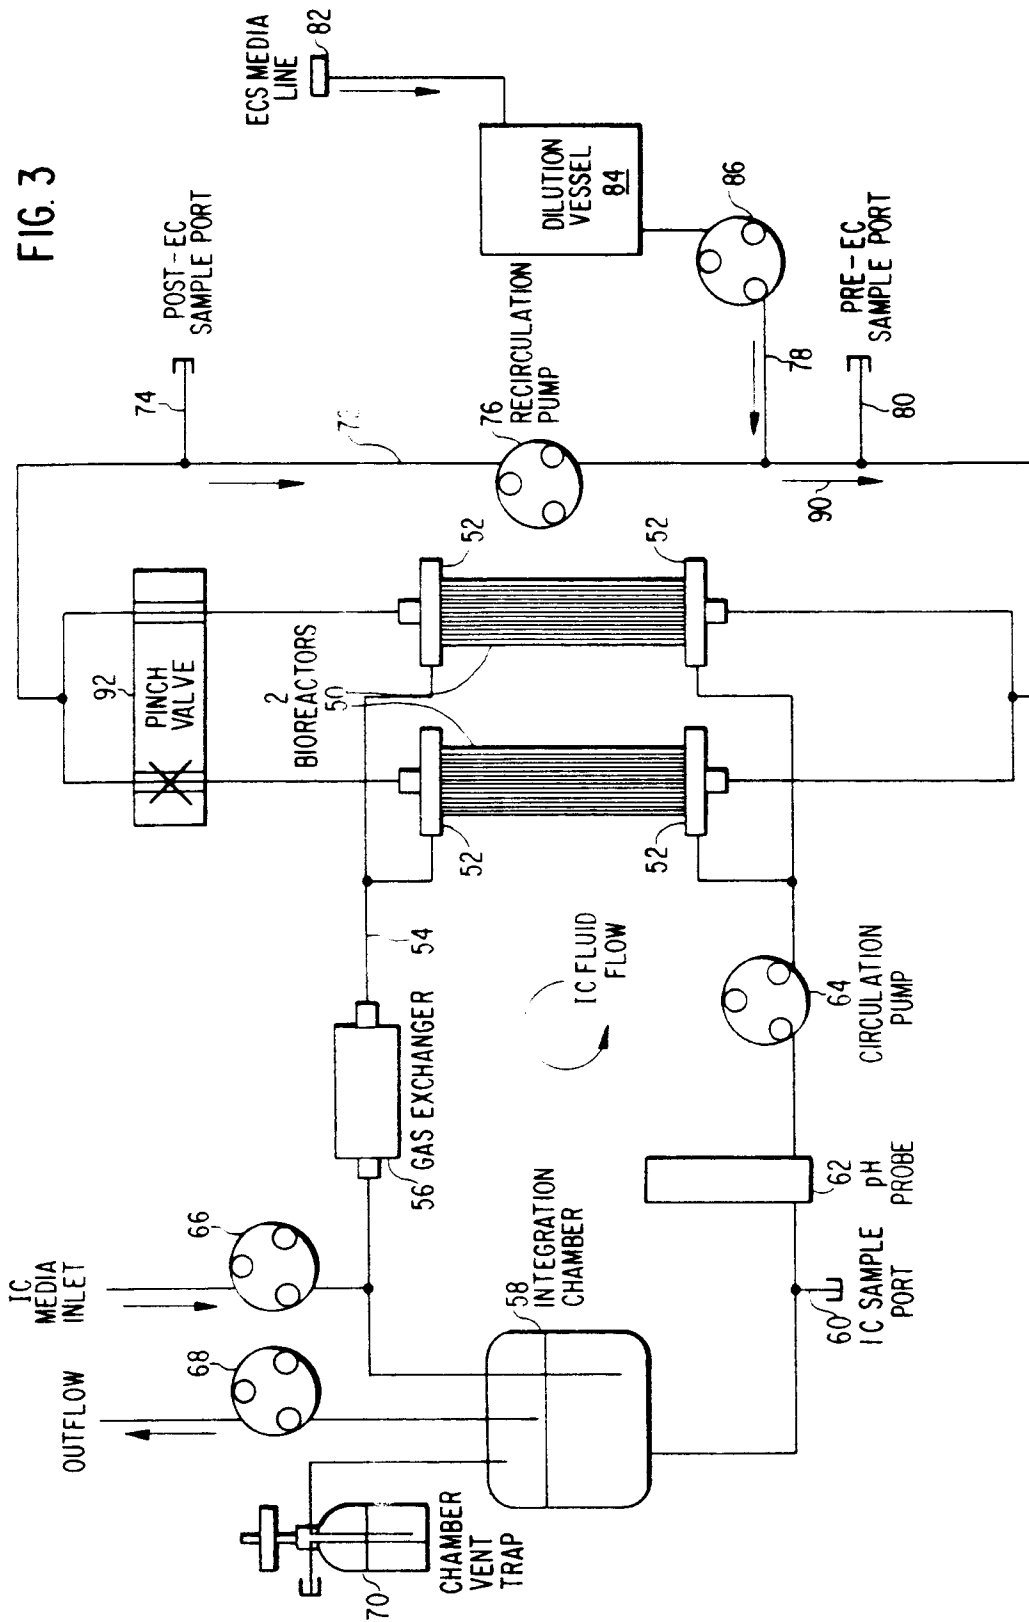 FIG. 3
ECS MEDIA
LINE
82
DILUTION
VESSEL
84
86
POST-EC
SAMPLE PORT
74
76
RECIRCULATION
PUMP
78
PRE-EC
SAMPLE PORT
80
90
92
PINCH
VALVE
2
BIOREACTORS
50
52
52
52
52
54
56 GAS EXCHANGER
IC FLUID
FLOW
64
CIRCULATION
PUMP
62
pH
PROBE
60
IC SAMPLE
PORT
58
INTEGRATION
CHAMBER
66
IC
MEDIA
INLET
68
OUTFLOW
70
CHAMBER
VENT
TRAP